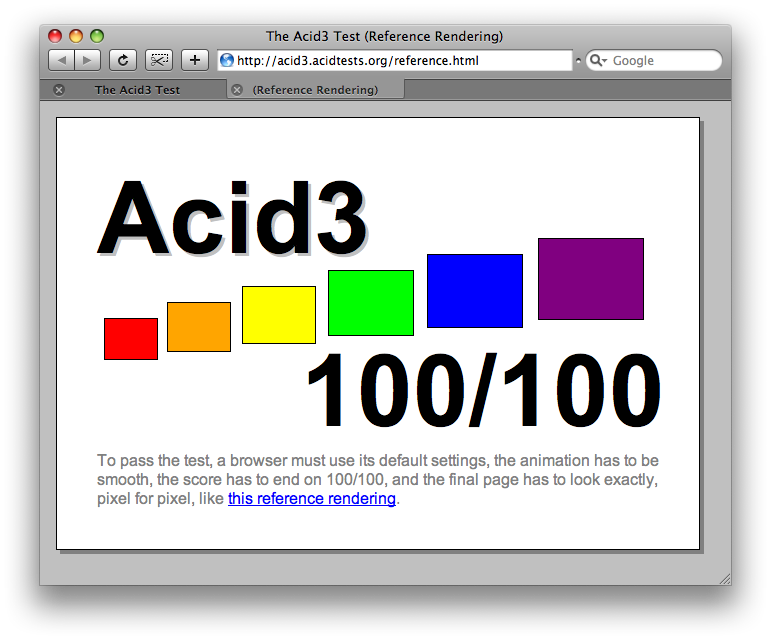 The Acid3 Test (Reference Rendering)
http://acid3.acidtests.org/reference.html
Google
The Acid3 Test
(Reference Rendering)
Acid3
100/100
To pass the test, a browser must use its default settings, the animation has to be
smooth, the score has to end on 100/100, and the final page has to look exactly,
pixel for pixel, like this reference rendering.